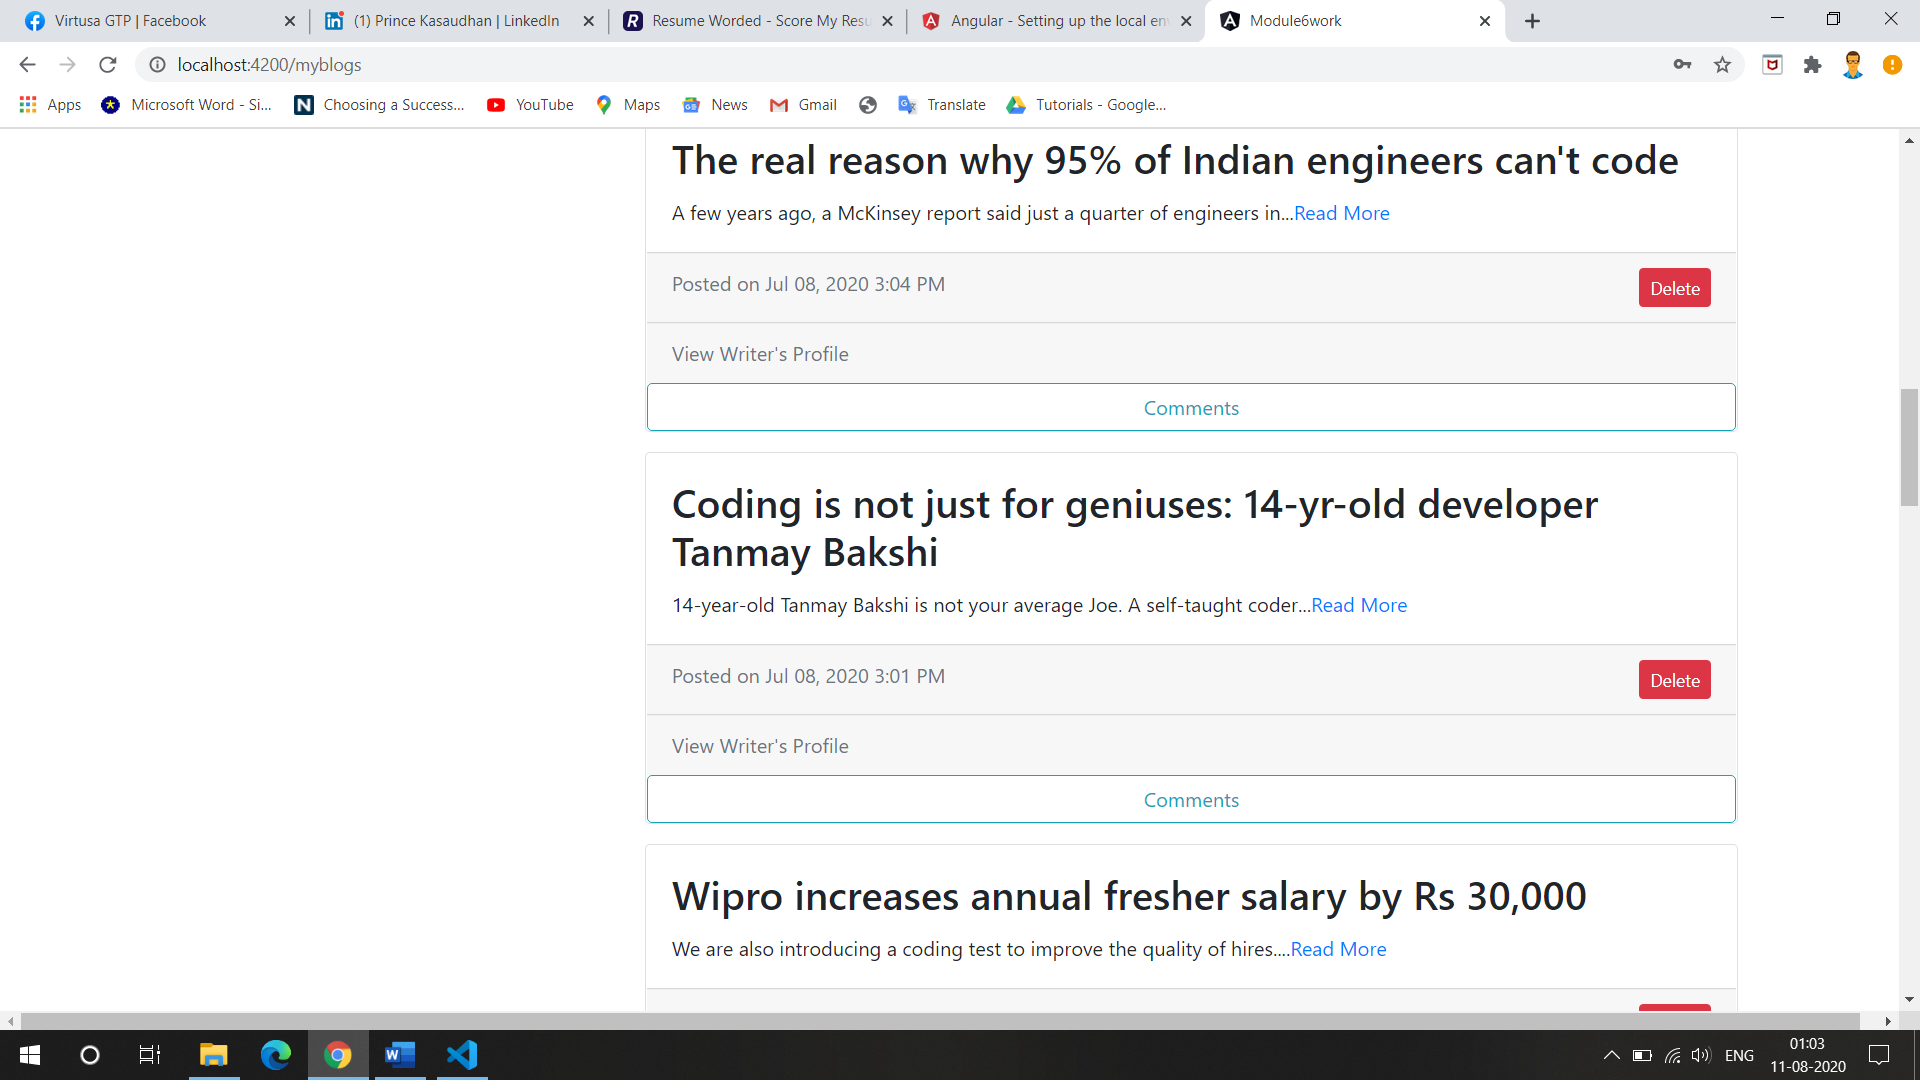 Virtusa GTP | Facebook
(1) Prince Kasaudhan | LinkedIn
Resume Worded - Score My Resu
Angular - Setting up the local en
Module6work
localhost:4200/myblogs
Apps
Microsoft Word - Si...
Choosing a Success...
YouTube
Maps
News
Gmail
Translate
Tutorials - Google...
The real reason why 95% of Indian engineers can't code
A few years ago, a McKinsey report said just a quarter of engineers in...Read More
Posted on Jul 08, 2020 3:04 PM
Delete
View Writer's Profile
Comments
Coding is not just for geniuses: 14-yr-old developer
Tanmay Bakshi
14-year-old Tanmay Bakshi is not your average Joe. A self-taught coder...Read More
Posted on Jul 08, 2020 3:01 PM
Delete
View Writer's Profile
Comments
Wipro increases annual fresher salary by Rs 30,000
We are also introducing a coding test to improve the quality of hires....Read More
ENG
01:03
11-08-2020